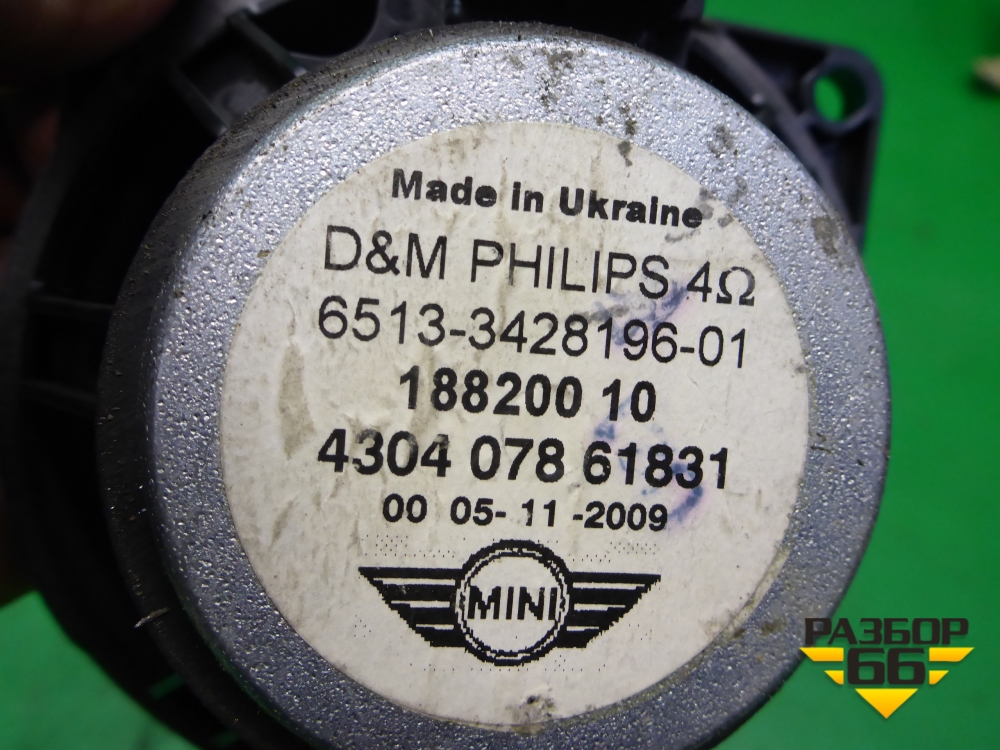 Made in Ukraine
D&M PHILIPS 4Ω
6513-3428196-01
188200 10
4304 078 61831
00 05- 11 -2009
MINI
РАЗБОР
66